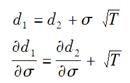 d₁ = d₂ + σ √T
∂d₁/∂σ = ∂d₂/∂σ + √T